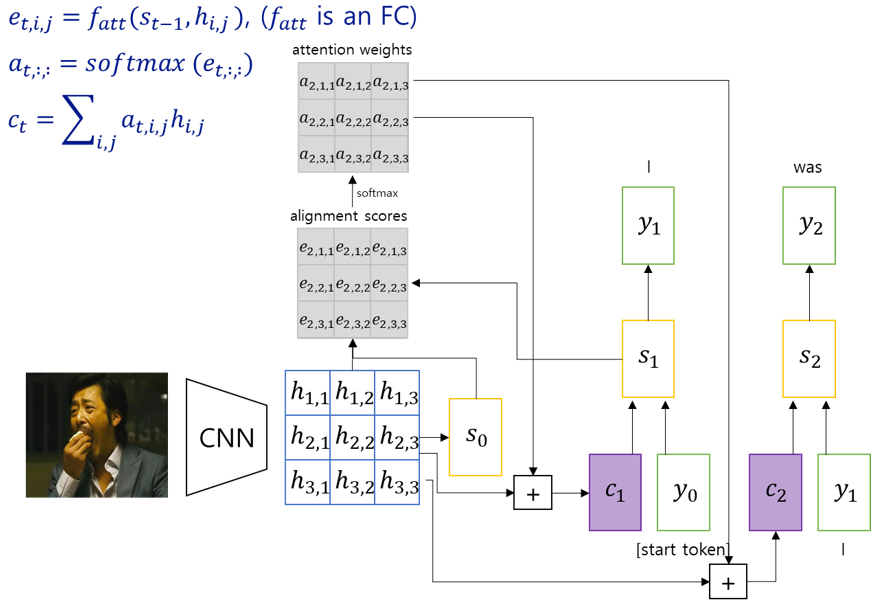 e_{t,i,j} = f_{att}(s_{t−1}, h_{i,j}), (f_{att} is an FC)
a_{t,:,:} = softmax (e_{t,:,:})
c_t = ∑_{i,j} a_{t,i,j}h_{i,j}
attention weights
a_{2,1,1} a_{2,1,2} a_{2,1,3}
a_{2,2,1} a_{2,2,2} a_{2,2,3}
a_{2,3,1} a_{2,3,2} a_{2,3,3}
softmax
alignment scores
e_{2,1,1} e_{2,1,2} e_{2,1,3}
e_{2,2,1} e_{2,2,2} e_{2,2,3}
e_{2,3,1} e_{2,3,2} e_{2,3,3}
CNN
h_{1,1} h_{1,2} h_{1,3}
h_{2,1} h_{2,2} h_{2,3}
h_{3,1} h_{3,2} h_{3,3}
s_0
+
I
y_1
s_1
c_1 y_0
[start token]
+
was
y_2
s_2
c_2 y_1
I